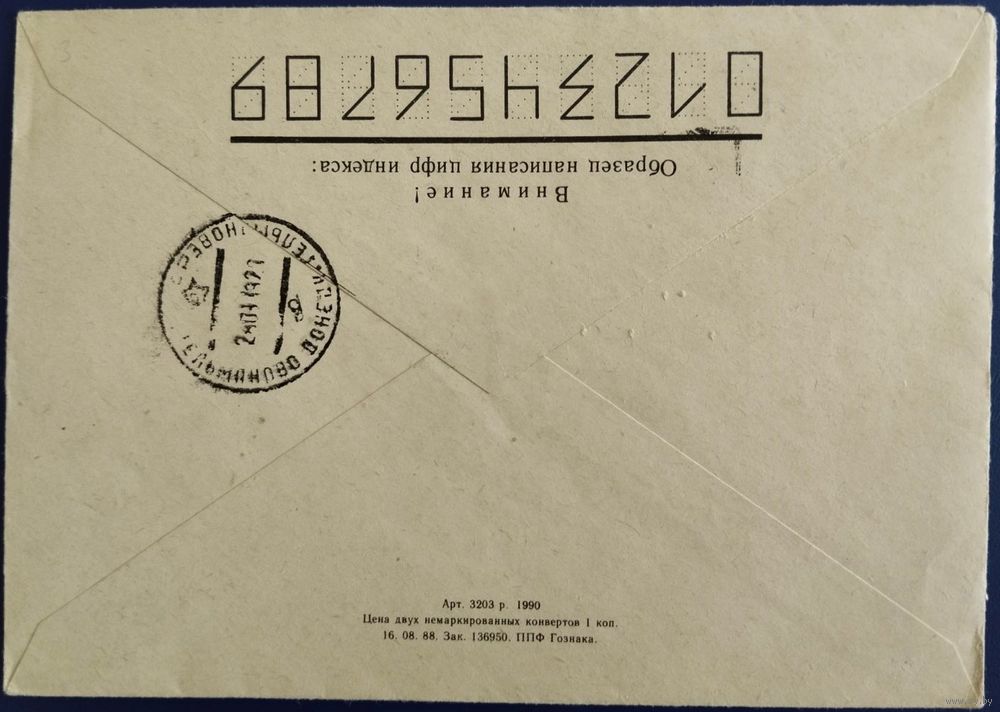 Внимание!
Образец написания цифр индекса:
0123456789
ДОНЕЦК
Арт. 3203 р. 1990
Цена двух немаркированных конвертов 1 коп.
16. 08. 88. Зак. 136950. ППФ Гознака.